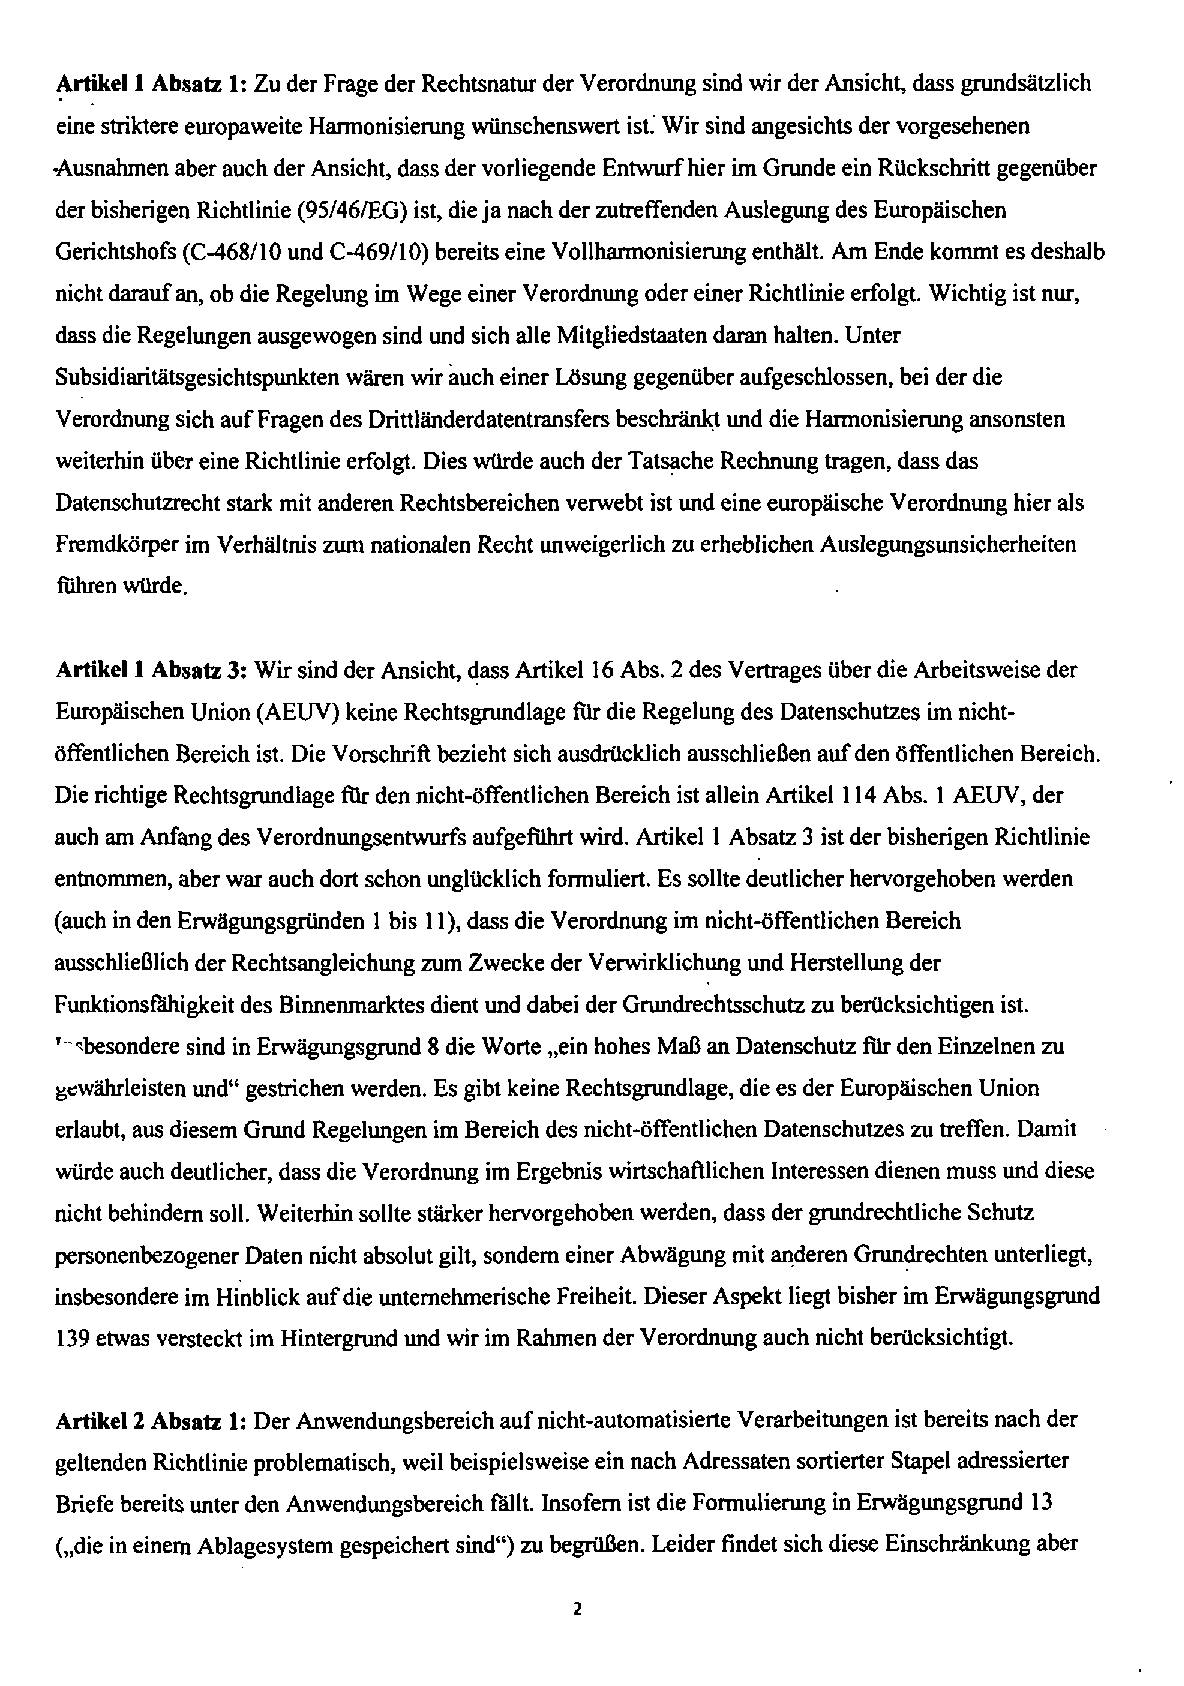 Artikel 1 Absatz 1: Zu der Frage der Rechtsnatur der Verordnung sind wir der Ansicht, dass grundsätzlich
eine striktere europaweite Harmonisierung wünschenswert ist. Wir sind angesichts der vorgesehenen
Ausnahmen aber auch der Ansicht, dass der vorliegende Entwurf hier im Grunde ein Rückschritt gegenüber
der bisherigen Richtlinie (95/46/EG) ist, die ja nach der zutreffenden Auslegung des Europäischen
Gerichtshofs (C-468/10 und C-469/10) bereits eine Vollharmonisierung enthält. Am Ende kommt es deshalb
nicht darauf an, ob die Regelung im Wege einer Verordnung oder einer Richtlinie erfolgt. Wichtig ist nur,
dass die Regelungen ausgewogen sind und sich alle Mitgliedstaaten daran halten. Unter
Subsidiaritätsgesichtspunkten wären wir auch einer Lösung gegenüber aufgeschlossen, bei der die
Verordnung sich auf Fragen des Drittländerdatentransfers beschränkt und die Harmonisierung ansonsten
weiterhin über eine Richtlinie erfolgt. Dies würde auch der Tatsache Rechnung tragen, dass das
Datenschutzrecht stark mit anderen Rechtsbereichen verwebt ist und eine europäische Verordnung hier als
Fremdkörper im Verhältnis zum nationalen Recht unweigerlich zu erheblichen Auslegungsunsicherheiten
führen würde.
Artikel 1 Absatz 3: Wir sind der Ansicht, dass Artikel 16 Abs. 2 des Vertrages über die Arbeitsweise der
Europäischen Union (AEUV) keine Rechtsgrundlage für die Regelung des Datenschutzes im nicht-
öffentlichen Bereich ist. Die Vorschrift bezieht sich ausdrücklich ausschließen auf den öffentlichen Bereich.
Die richtige Rechtsgrundlage für den nicht-öffentlichen Bereich ist allein Artikel 114 Abs. 1 AEUV, der
auch am Anfang des Verordnungsentwurfs aufgeführt wird. Artikel 1 Absatz 3 ist der bisherigen Richtlinie
entnommen, aber war auch dort schon unglücklich formuliert. Es sollte deutlicher hervorgehoben werden
(auch in den Erwägungsgründen 1 bis 11), dass die Verordnung im nicht-öffentlichen Bereich
ausschließlich der Rechtsangleichung zum Zwecke der Verwirklichung und Herstellung der
Funktionsfähigkeit des Binnenmarktes dient und dabei der Grundrechtsschutz zu berücksichtigen ist.
Insbesondere sind in Erwägungsgrund 8 die Worte „ein hohes Maß an Datenschutz für den Einzelnen zu
gewährleisten und“ gestrichen werden. Es gibt keine Rechtsgrundlage, die es der Europäischen Union
erlaubt, aus diesem Grund Regelungen im Bereich des nicht-öffentlichen Datenschutzes zu treffen. Damit
würde auch deutlicher, dass die Verordnung im Ergebnis wirtschaftlichen Interessen dienen muss und diese
nicht behindern soll. Weiterhin sollte stärker hervorgehoben werden, dass der grundrechtliche Schutz
personenbezogener Daten nicht absolut gilt, sondern einer Abwägung mit anderen Grundrechten unterliegt,
insbesondere im Hinblick auf die unternehmerische Freiheit. Dieser Aspekt liegt bisher im Erwägungsgrund
139 etwas versteckt im Hintergrund und wir im Rahmen der Verordnung auch nicht berücksichtigt.
Artikel 2 Absatz 1: Der Anwendungsbereich auf nicht-automatisierte Verarbeitungen ist bereits nach der
geltenden Richtlinie problematisch, weil beispielsweise ein nach Adressaten sortierter Stapel adressierter
Briefe bereits unter den Anwendungsbereich fällt. Insofern ist die Formulierung in Erwägungsgrund 13
(„die in einem Ablagesystem gespeichert sind“) zu begrüßen. Leider findet sich diese Einschränkung aber
2